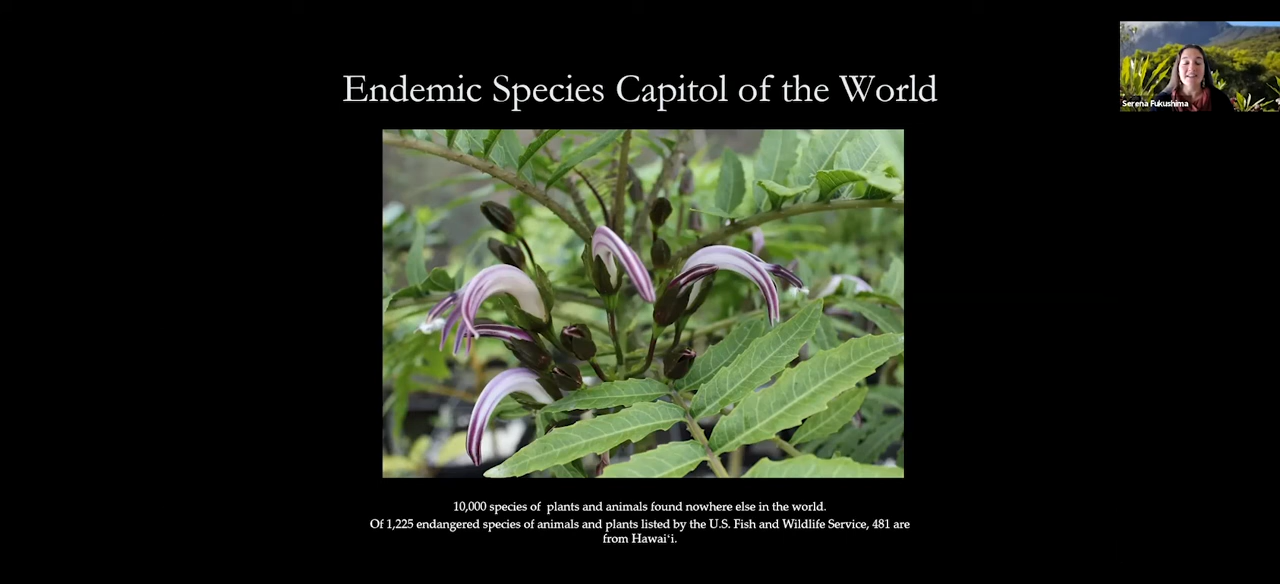 Endemic Species Capitol of the World
Serena Fukushima
10,000 species of plants and animals found nowhere else in the world.
Of 1,225 endangered species of animals and plants listed by the U.S. Fish and Wildlife Service, 481 are
from Hawaiʻi.